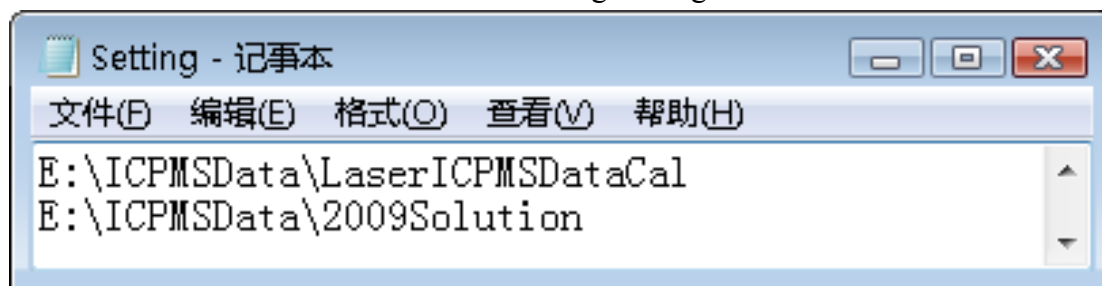 Setting - 记事本
文件(F) 编辑(E) 格式(O) 查看(V) 帮助(H)
E:\ICPMSData\LaserICPMSDataCal
E:\ICPMSData\2009Solution